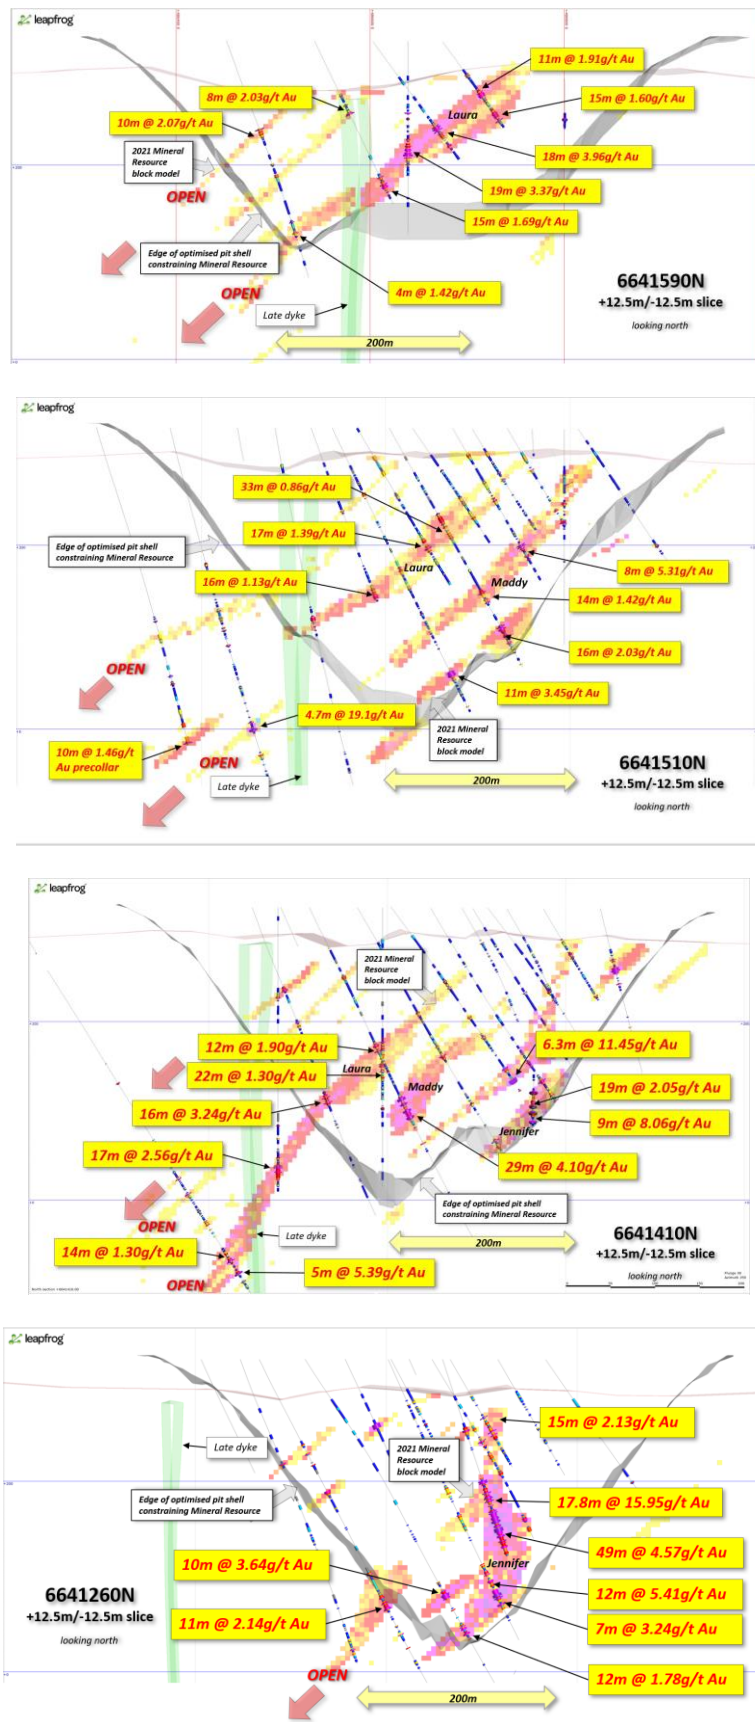 leapfrog
11m @ 1.91g/t Au
8m @ 2.03g/t Au
15m @ 1.60g/t Au
10m @ 2.07g/t Au
Laura
2021 Mineral
Resource
block model
18m @ 3.96g/t Au
OPEN
19m @ 3.37g/t Au
15m @ 1.69g/t Au
Edge of optimised pit shell
constraining Mineral Resource
OPEN
4m @ 1.42g/t Au
6641590N
+12.5m/-12.5m slice
looking north
Late dyke
200m
leapfrog
33m @ 0.86g/t Au
17m @ 1.39g/t Au
Edge of optimised pit shell
constraining Mineral Resource
Laura
8m @ 5.31g/t Au
16m @ 1.13g/t Au
Maddy
14m @ 1.42g/t Au
16m @ 2.03g/t Au
OPEN
11m @ 3.45g/t Au
4.7m @ 19.1g/t Au
2021 Mineral
Resource
block model
10m @ 1.46g/t
Au precollar
OPEN
6641510N
+12.5m/-12.5m slice
looking north
Late dyke
200m
leapfrog
2021 Mineral
Resource
block model
12m @ 1.90g/t Au
6.3m @ 11.45g/t Au
Laura
22m @ 1.30g/t Au
Maddy
19m @ 2.05g/t Au
16m @ 3.24g/t Au
9m @ 8.06g/t Au
Jennifer
17m @ 2.56g/t Au
29m @ 4.10g/t Au
Edge of optimised pit shell
constraining Mineral Resource
OPEN
Late dyke
6641410N
+12.5m/-12.5m slice
looking north
200m
14m @ 1.30g/t Au
5m @ 5.39g/t Au
OPEN
leapfrog
15m @ 2.13g/t Au
Late dyke
2021 Mineral
Resource
block model
Edge of optimised pit shell
constraining Mineral Resource
17.8m @ 15.95g/t Au
49m @ 4.57g/t Au
10m @ 3.64g/t Au
Jennifer
6641260N
+12.5m/-12.5m slice
looking north
12m @ 5.41g/t Au
11m @ 2.14g/t Au
7m @ 3.24g/t Au
OPEN
12m @ 1.78g/t Au
200m